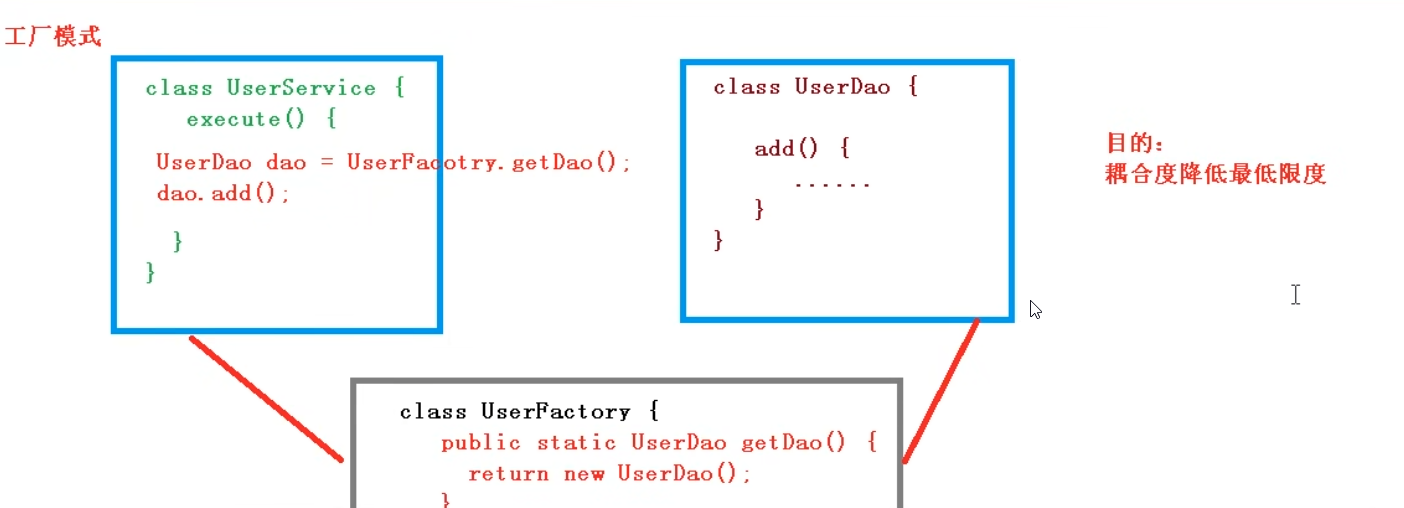 工厂模式
class UserService {
execute() {
UserDao dao = UserFacotry.getDao();
dao.add();
}
}
class UserDao {
add() {
......
}
}
目的：
耦合度降低最低限度
class UserFactory {
public static UserDao getDao() {
return new UserDao();
}